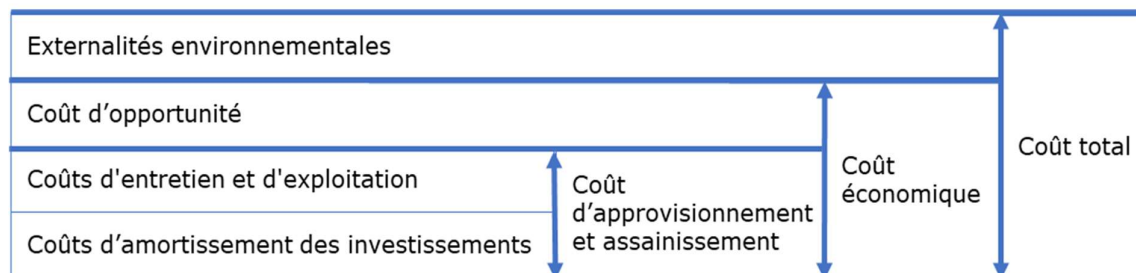 Externalités environnementales
Coût d’opportunité
Coûts d'entretien et d'exploitation
Coûts d’amortissement des investissements
Coût
d’approvisionnement
et assainissement
Coût
économique
Coût total